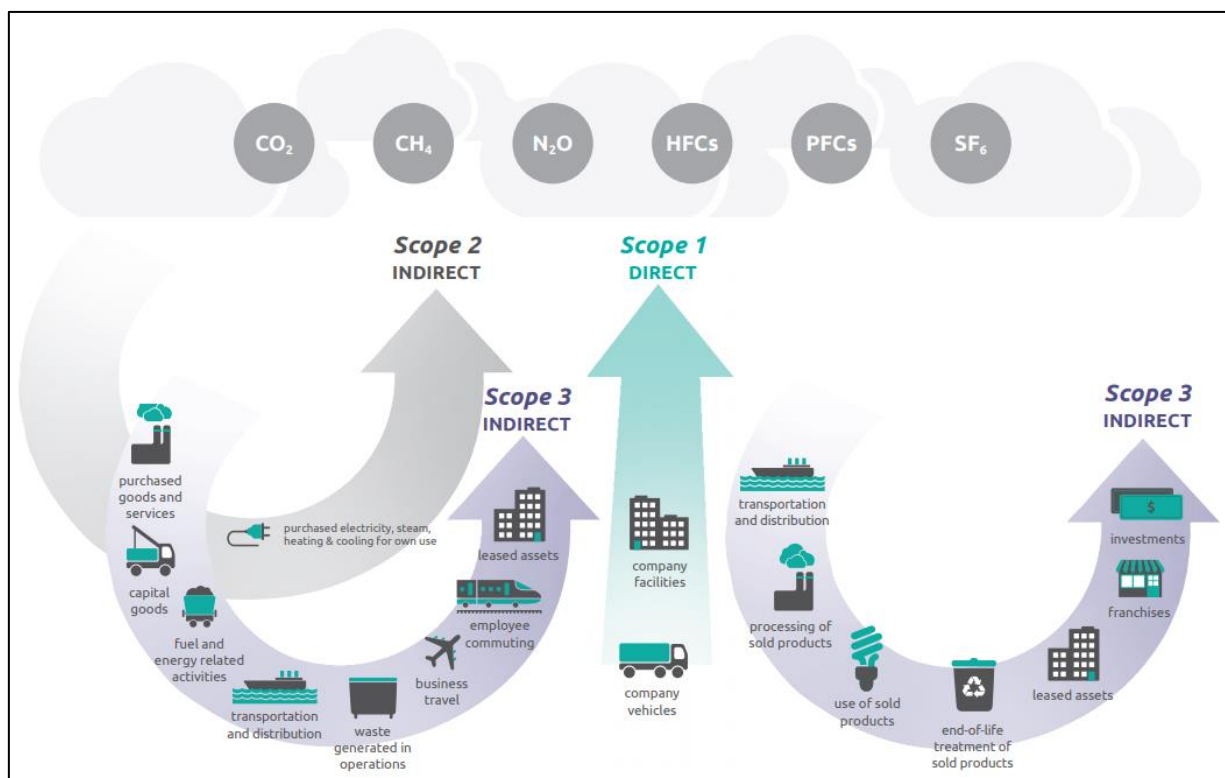 CO₂
CH₄
N₂O
HFCs
PFCs
SF₆
Scope 2
INDIRECT
Scope 1
DIRECT
Scope 3
INDIRECT
Scope 3
INDIRECT
purchased
goods and
services
capital
goods
fuel and
energy related
activities
purchased electricity, steam,
heating & cooling for own use
transportation
and distribution
waste
generated in
operations
business
travel
employee
commuting
leased assets
company
facilities
company
vehicles
transportation
and distribution
processing of
sold products
use of sold
products
end-of-life
treatment of
sold products
leased assets
franchises
$
investments